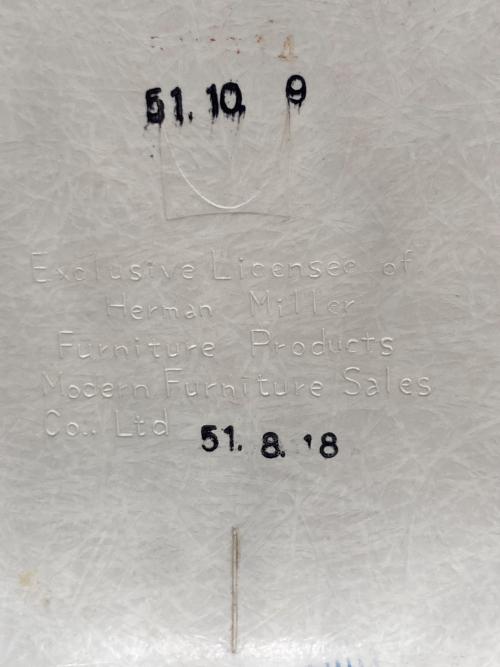 51. 10. 9
Exclusive Licensee of
Herman Miller
Furniture Products
Modern Furniture Sales
Co.. Ltd
51. 8. 18